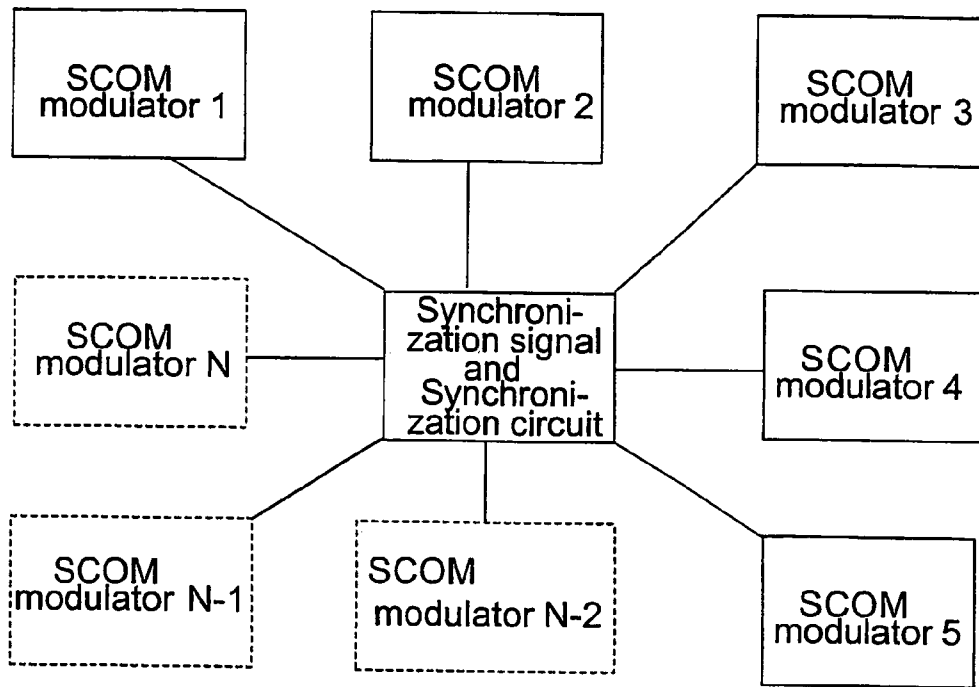 SCOM
modulator 1
SCOM
modulator 2
SCOM
modulator 3
SCOM
modulator N
Synchroni-
zation signal
and
Synchroni-
zation circuit
SCOM
modulator 4
SCOM
modulator N-1
SCOM
modulator N-2
SCOM
modulator 5